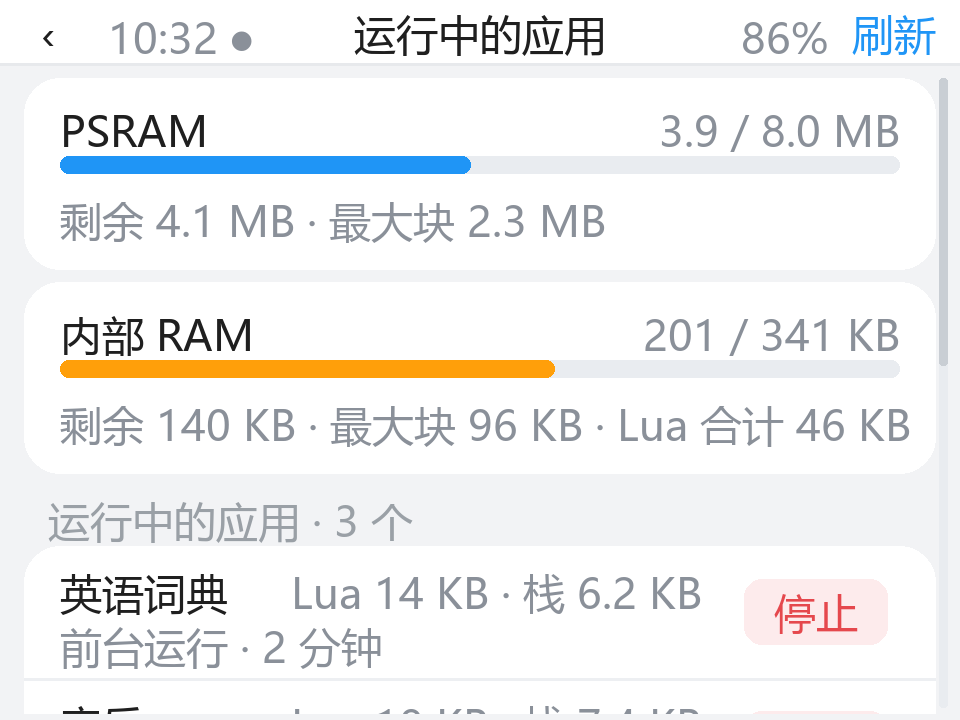 ‹ 10:32 ● 运行中的应用 86% 刷新
PSRAM 3.9 / 8.0 MB
剩余 4.1 MB · 最大块 2.3 MB
内部 RAM 201 / 341 KB
剩余 140 KB · 最大块 96 KB · Lua 合计 46 KB
运行中的应用 · 3 个
英语词典 Lua 14 KB · 栈 6.2 KB 停止
前台运行 · 2 分钟